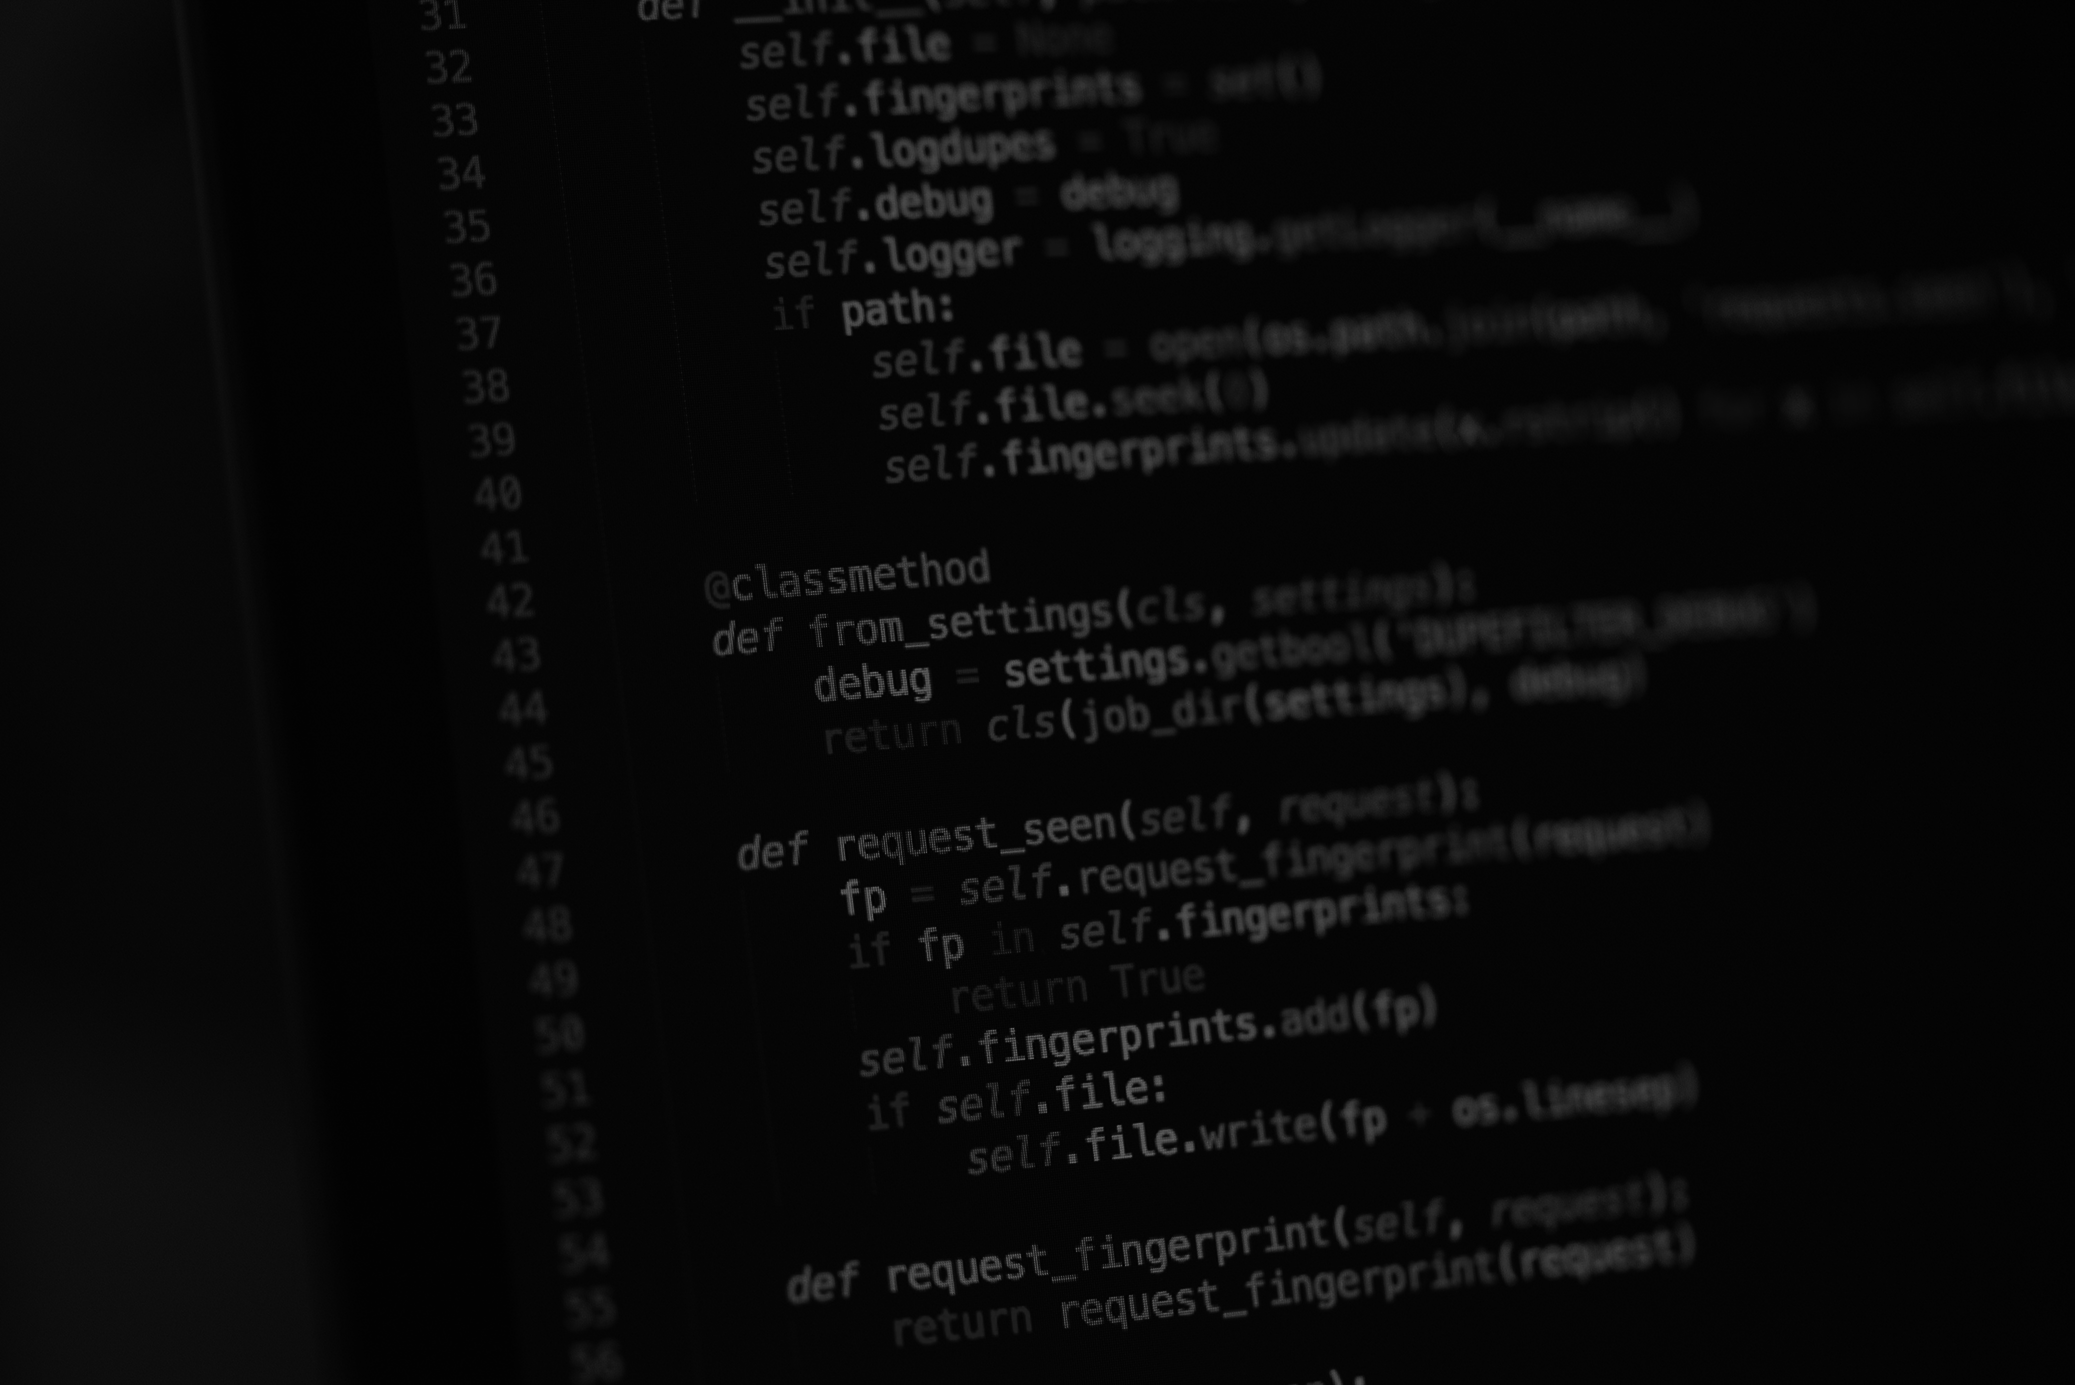 31 def __init__(self,
32 self.file = None
33 self.fingerprints = set()
34 self.logdupes = True
35 self.debug = debug
36 self.logger = logging.getLogger(__name__)
37 if path:
38 self.file = open(os.path.join(path, 'requests.seen'),
39 self.file.seek(0)
40 self.fingerprints.update(x.rstrip() for x in self.file
41
42 @classmethod
43 def from_settings(cls, settings):
44 debug = settings.getbool('DUPEFILTER_DEBUG')
45 return cls(job_dir(settings), debug)
46
47 def request_seen(self, request):
48 fp = self.request_fingerprint(request)
49 if fp in self.fingerprints:
50 return True
51 self.fingerprints.add(fp)
52 if self.file:
53 self.file.write(fp + os.linesep)
54
55 def request_fingerprint(self, request):
56 return request_fingerprint(request)